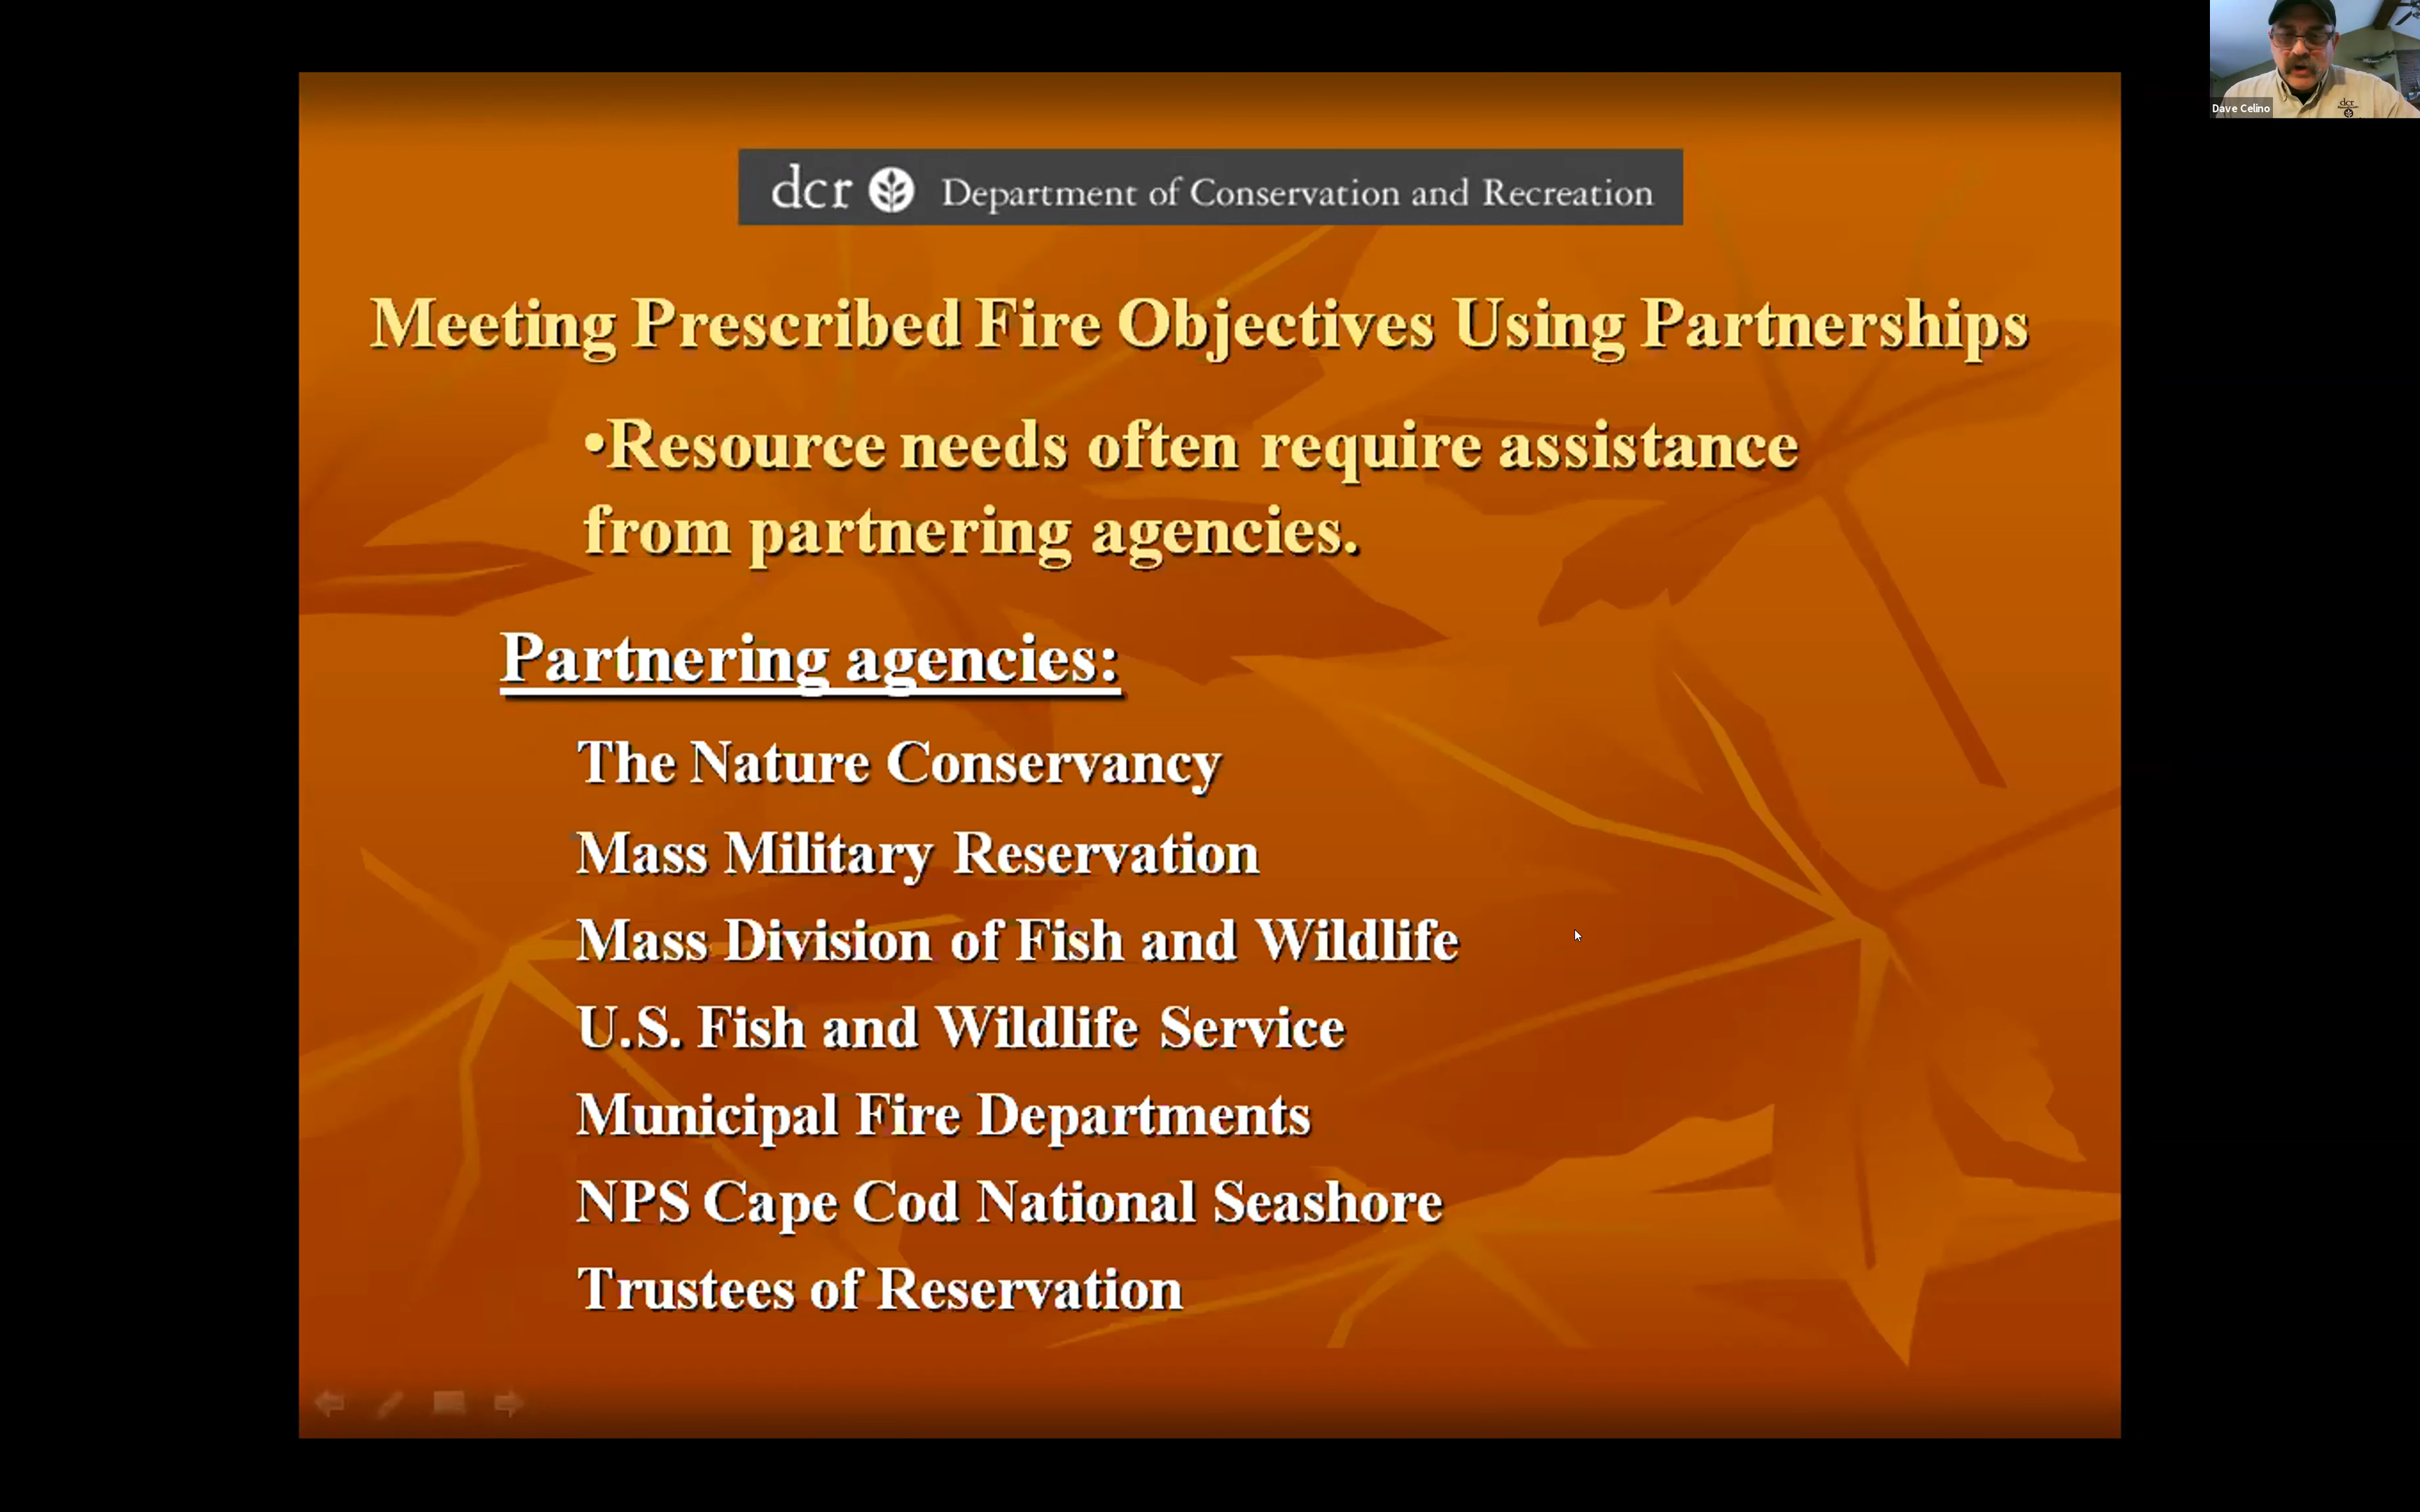 dcr Department of Conservation and Recreation
Meeting Prescribed Fire Objectives Using Partnerships
•Resource needs often require assistance
from partnering agencies.
Partnering agencies:
The Nature Conservancy
Mass Military Reservation
Mass Division of Fish and Wildlife
U.S. Fish and Wildlife Service
Municipal Fire Departments
NPS Cape Cod National Seashore
Trustees of Reservation
dcr
Dave Celino